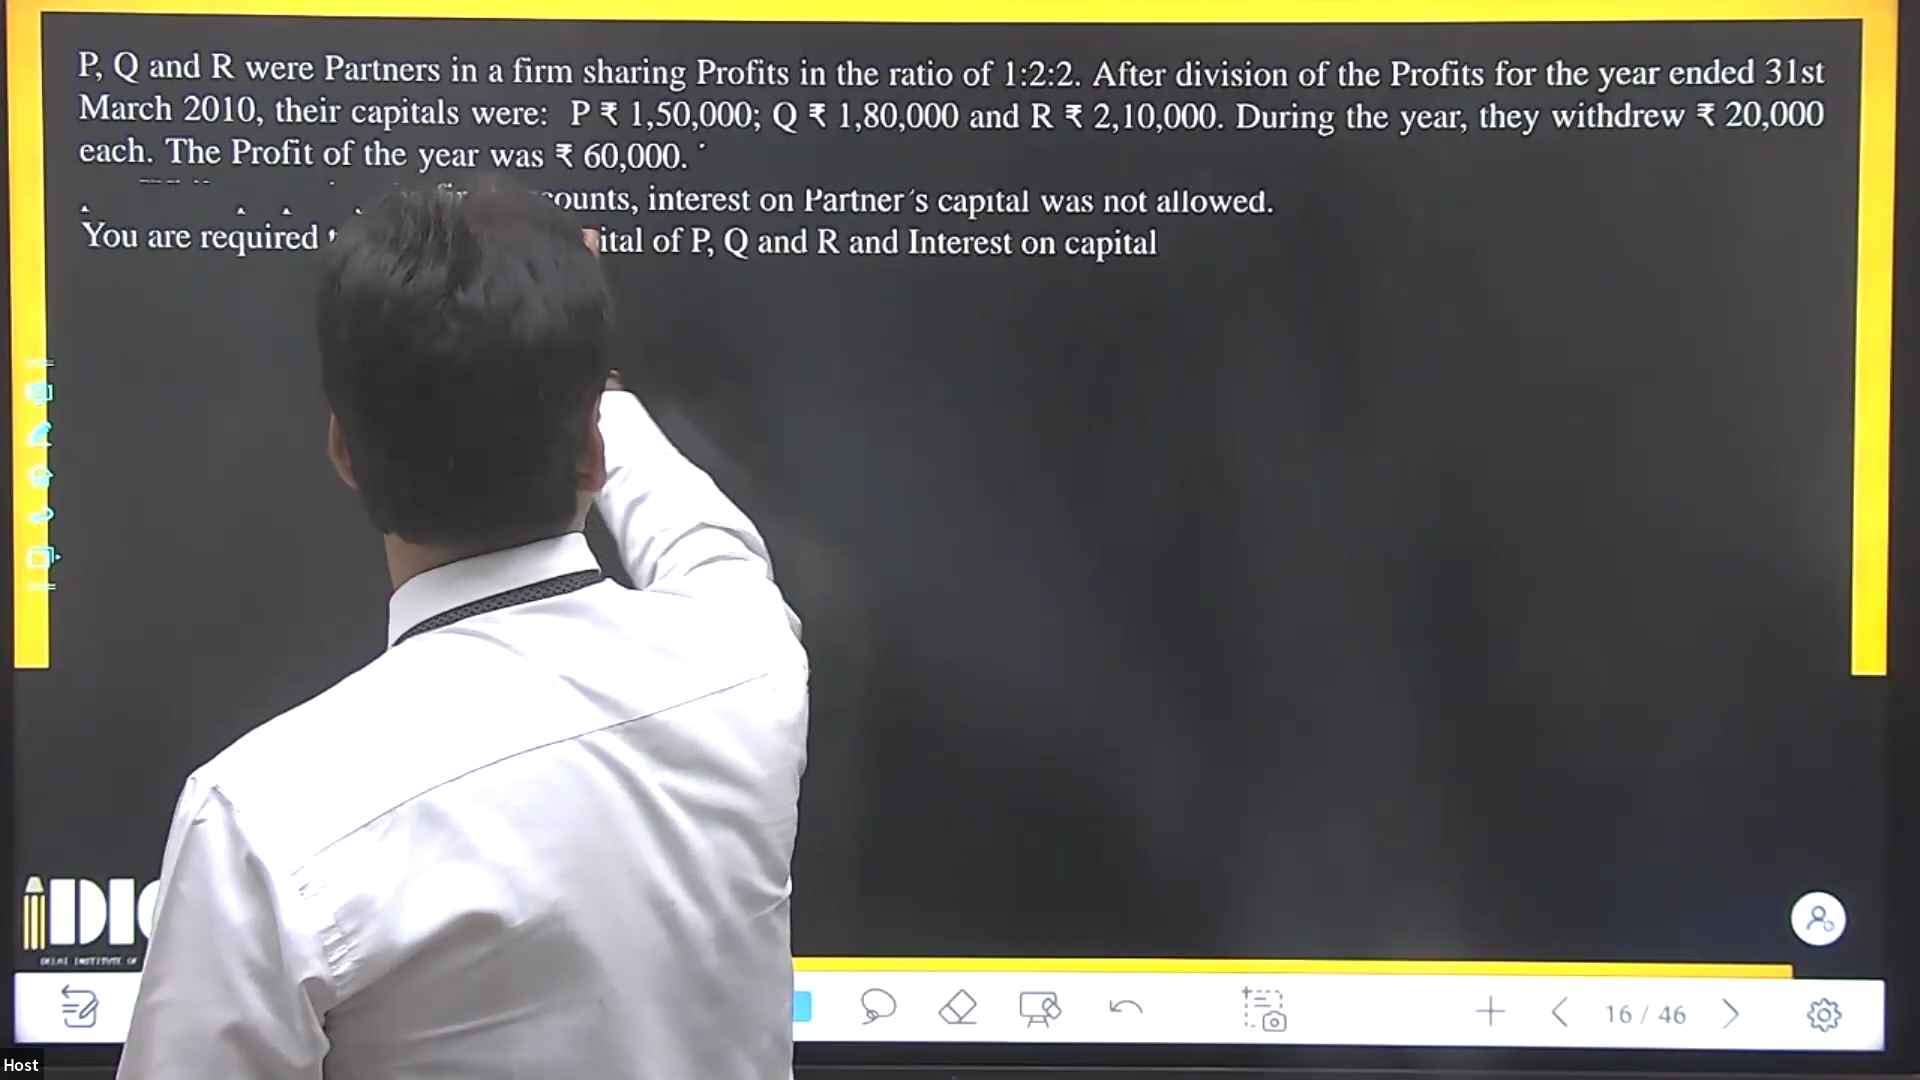 P, Q and R were Partners in a firm sharing Profits in the ratio of 1:2:2. After division of the Profits for the year ended 31st
March 2010, their capitals were: P ₹ 1,50,000; Q ₹ 1,80,000 and R ₹ 2,10,000. During the year, they withdrew ₹ 20,000
each. The Profit of the year was ₹ 60,000.
interest on Partner's capital was not allowed.
You are required of P, Q and R and Interest on capital
16 / 46
Host